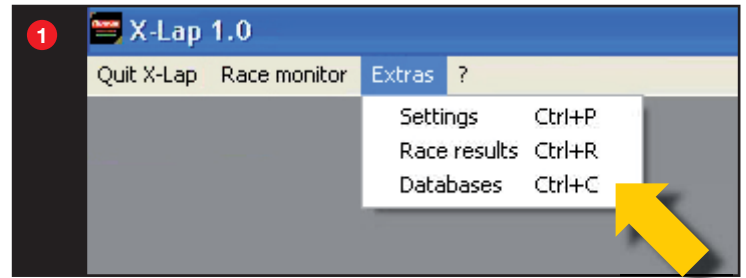 1
X-Lap 1.0
Quit X-Lap Race monitor Extras ?
Settings Ctrl+P
Race results Ctrl+R
Databases Ctrl+C